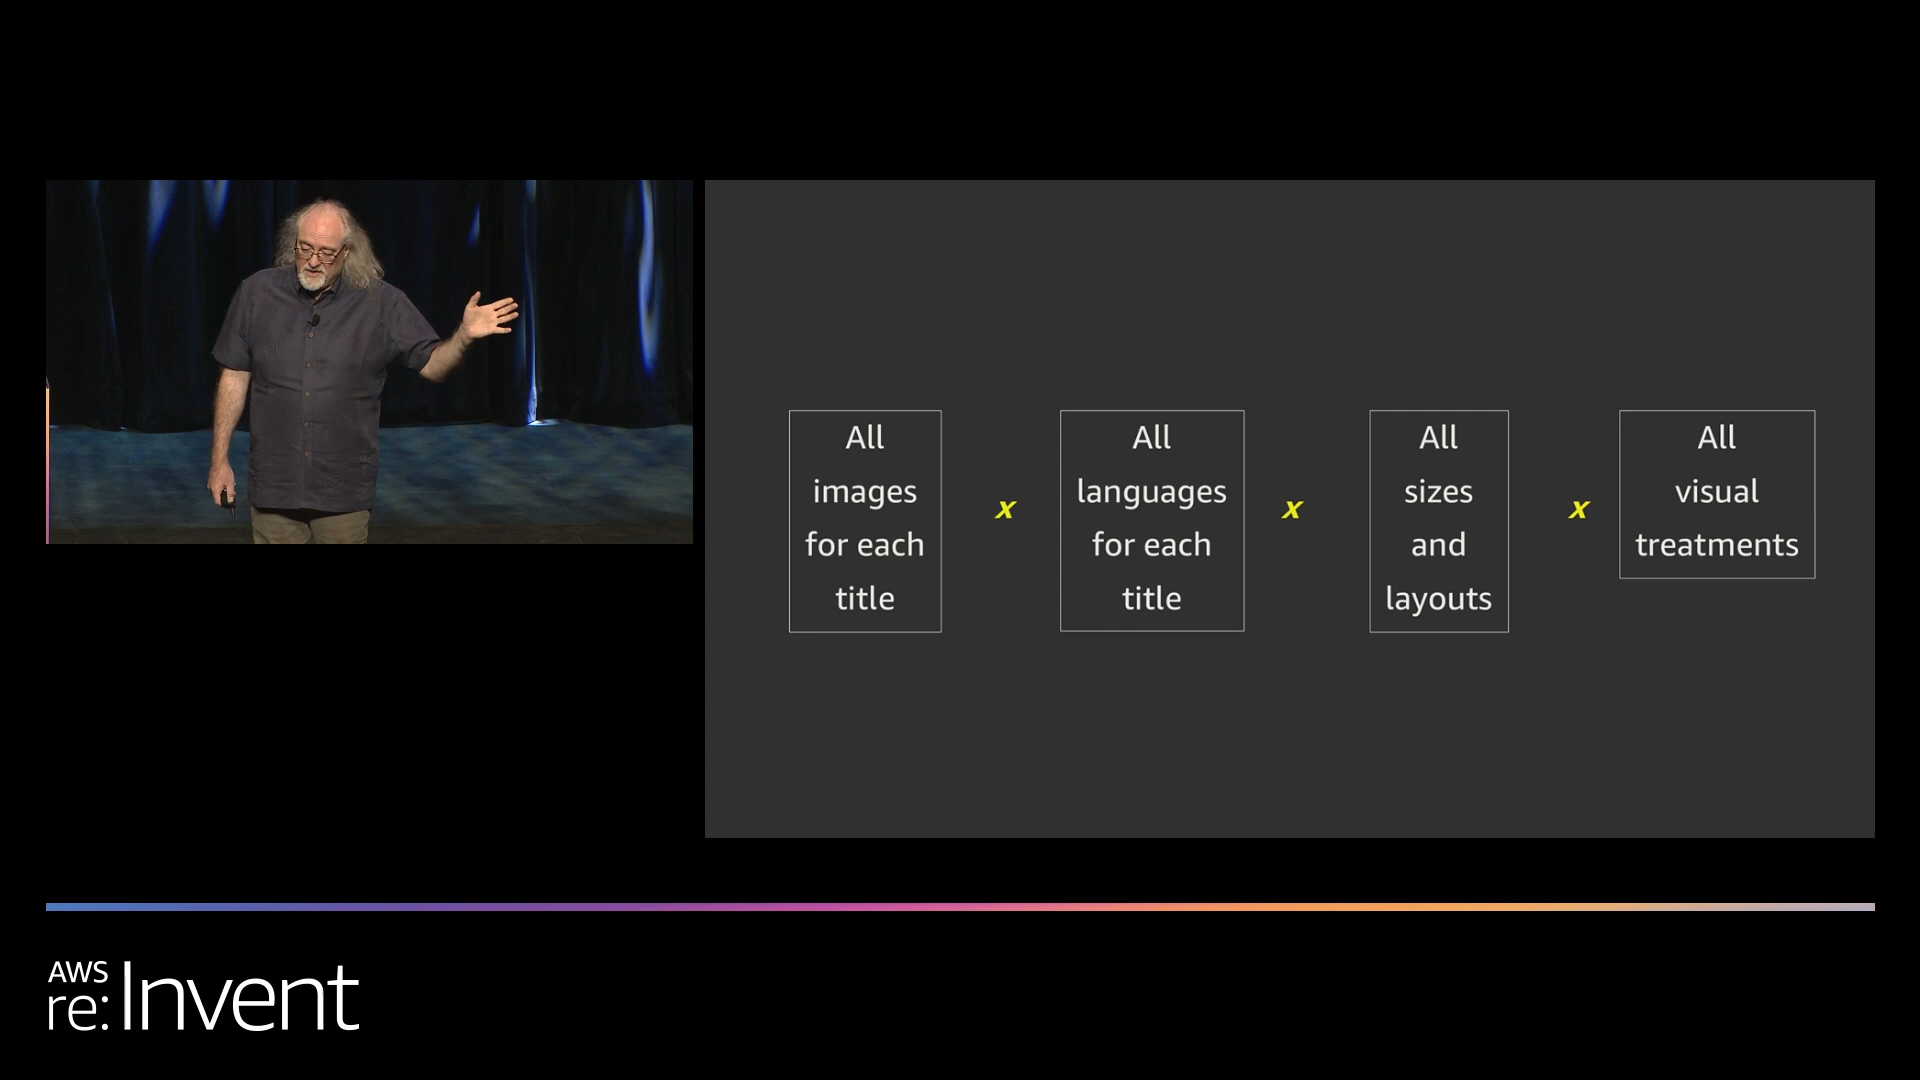 All
images
for each
title
x
All
languages
for each
title
x
All
sizes
and
layouts
x
All
visual
treatments
AWS
re:Invent